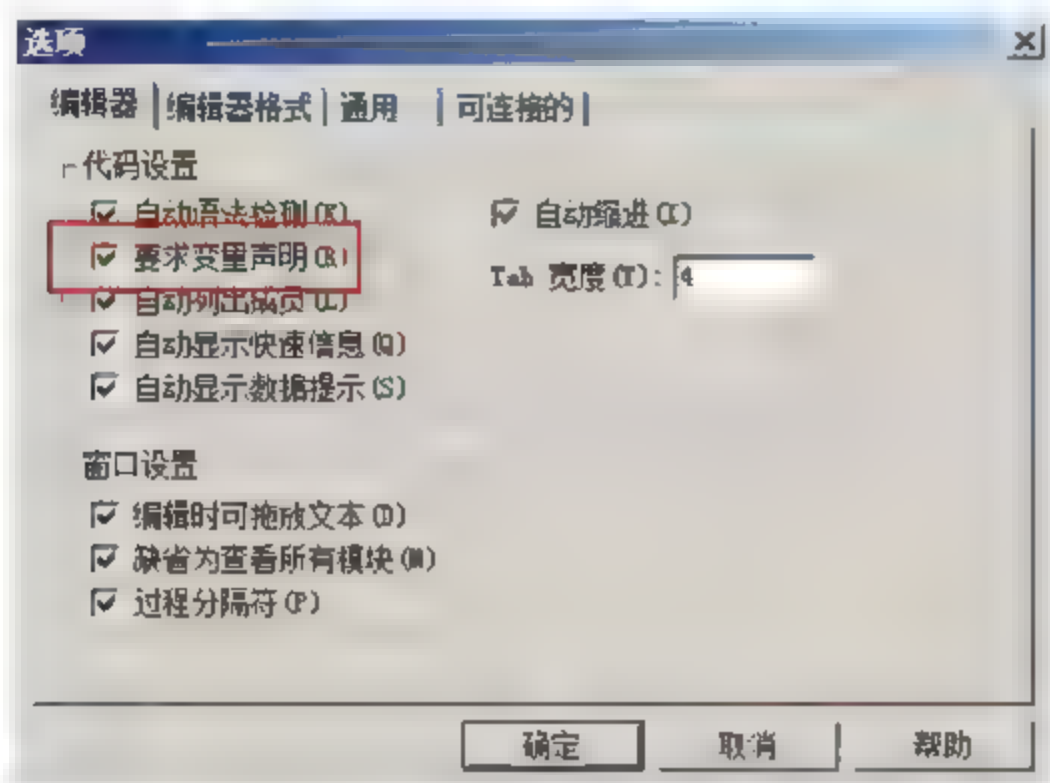 选项
编辑器 编辑器格式 通用 可连接的
代码设置
自动语法检测(K)
要求变量声明(R)
自动列出成员(L)
自动显示快速信息(Q)
自动显示数据提示(S)
自动缩进(I)
Tab 宽度(T): 4
窗口设置
编辑时可拖放文本(D)
缺省为查看所有模块(M)
过程分隔符(P)
确定 取消 帮助